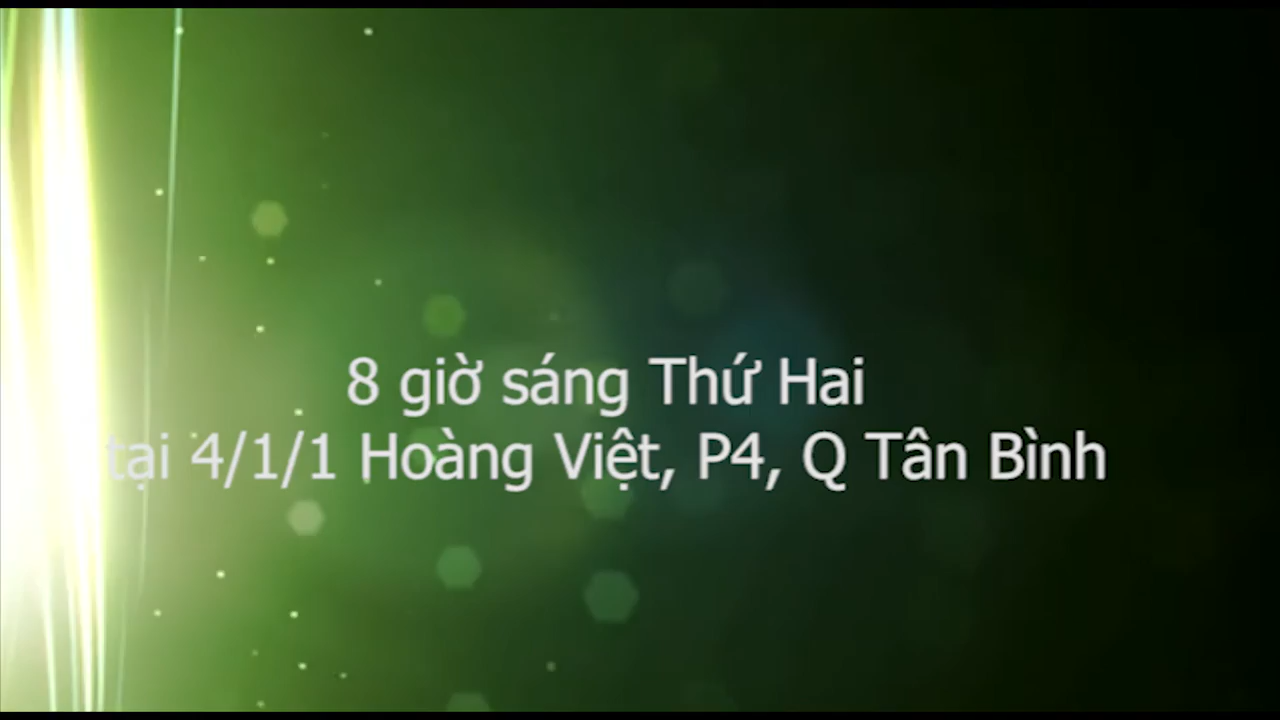 8 giờ sáng Thứ Hai
tại 4/1/1 Hoàng Việt, P4, Q Tân Bình